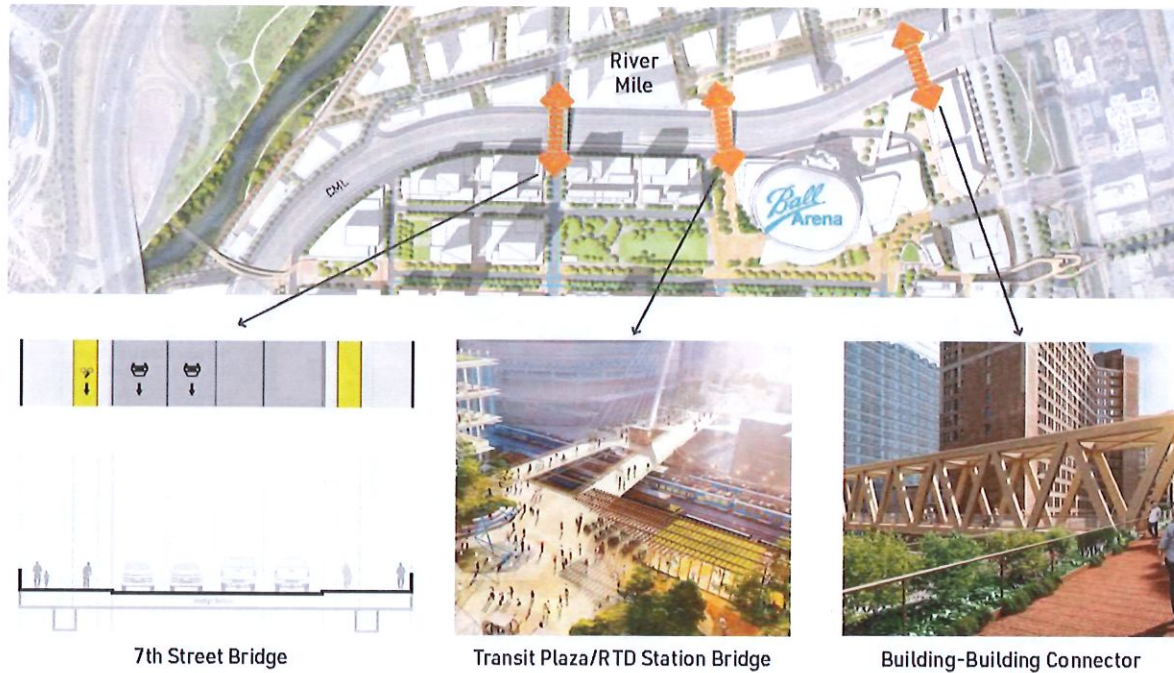 River
Mile
CML
Ball
Arena
7th Street Bridge
Transit Plaza/RTD Station Bridge
Building-Building Connector